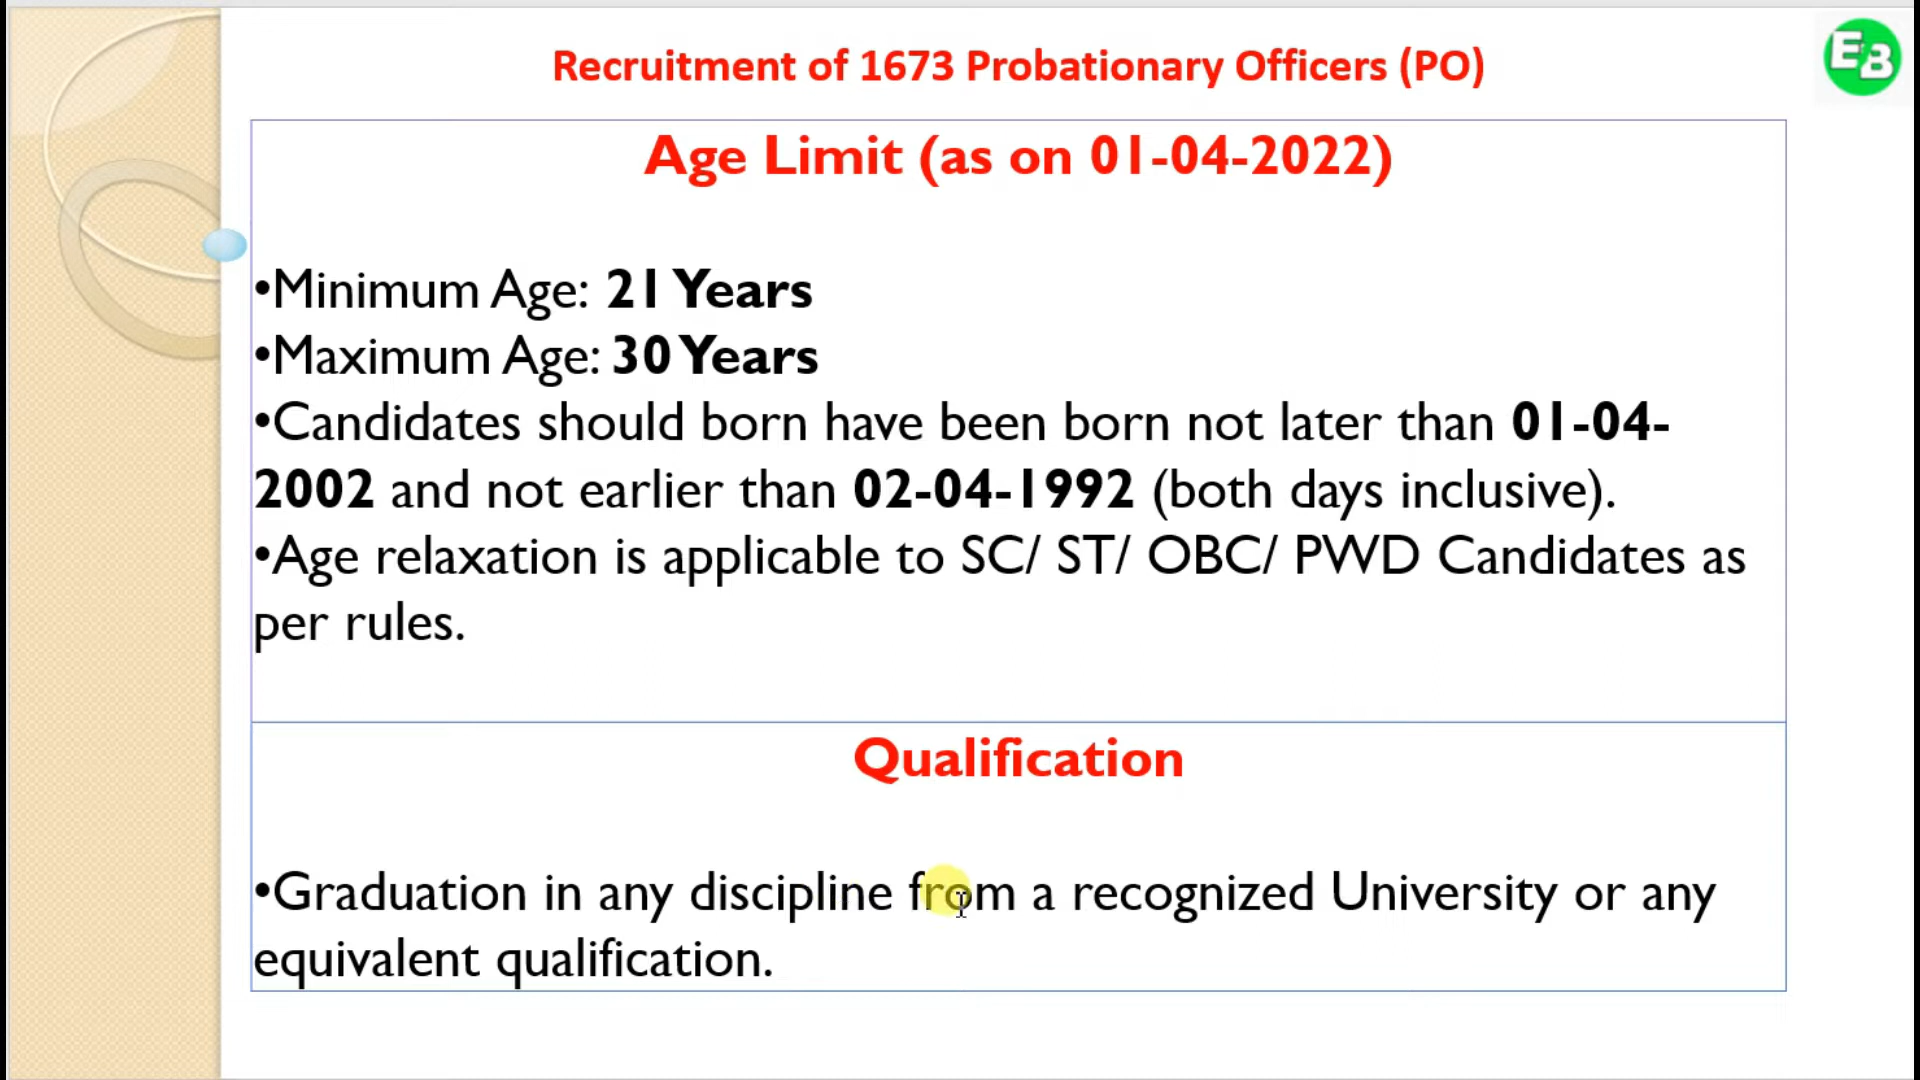 Recruitment of 1673 Probationary Officers (PO)
EB
Age Limit (as on 01-04-2022)
•Minimum Age: 21 Years
•Maximum Age: 30 Years
•Candidates should born have been born not later than 01-04-
2002 and not earlier than 02-04-1992 (both days inclusive).
•Age relaxation is applicable to SC/ ST/ OBC/ PWD Candidates as
per rules.
Qualification
•Graduation in any discipline from a recognized University or any
equivalent qualification.